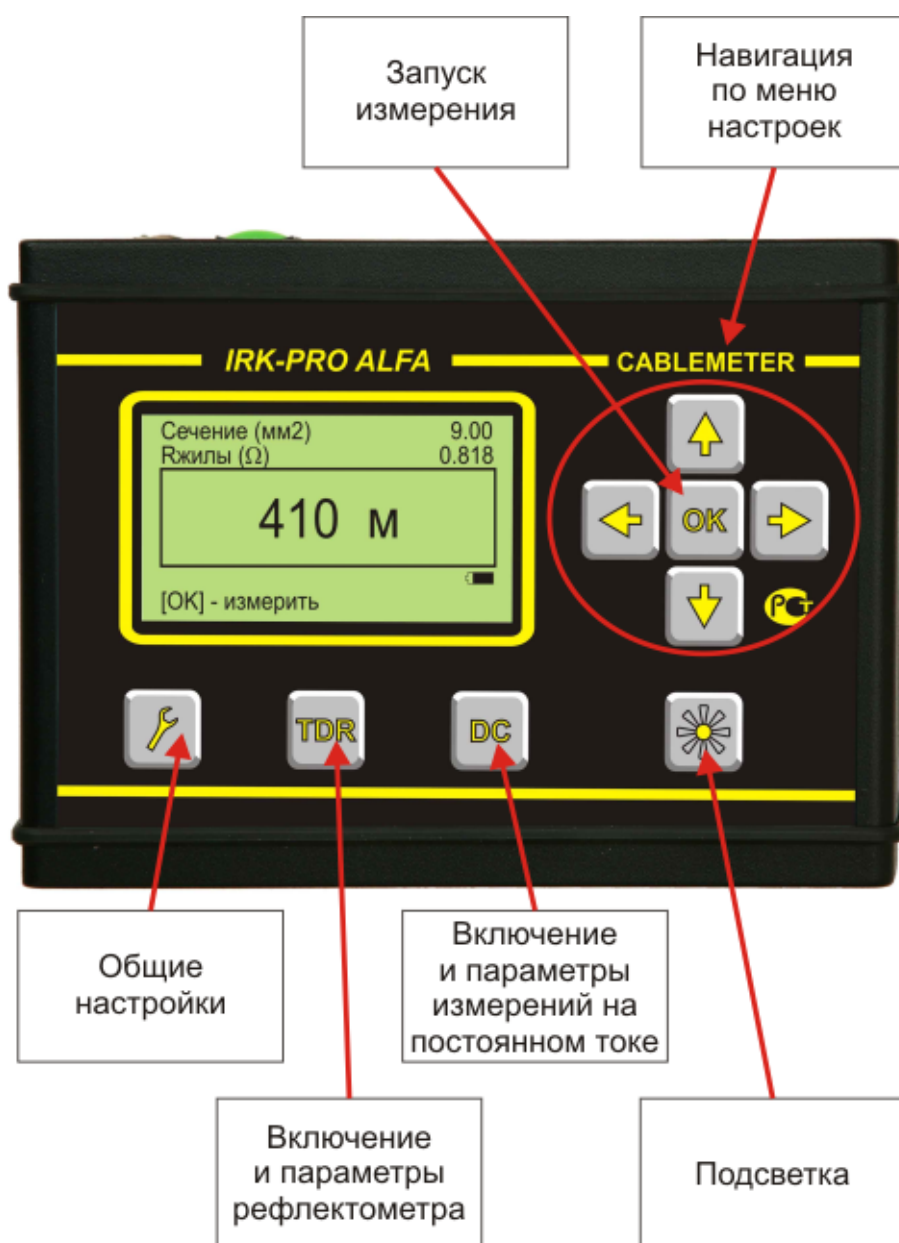 Запуск
измерения
Навигация
по меню
настроек
IRK-PRO ALFA
CABLEMETER
Сечение (мм2) 9.00
Rжилы (Ω) 0.818
410 м
[OK] - измерить
OK
РСТ
TDR
DC
Общие
настройки
Включение
и параметры
измерений на
постоянном токе
Включение
и параметры
рефлектометра
Подсветка